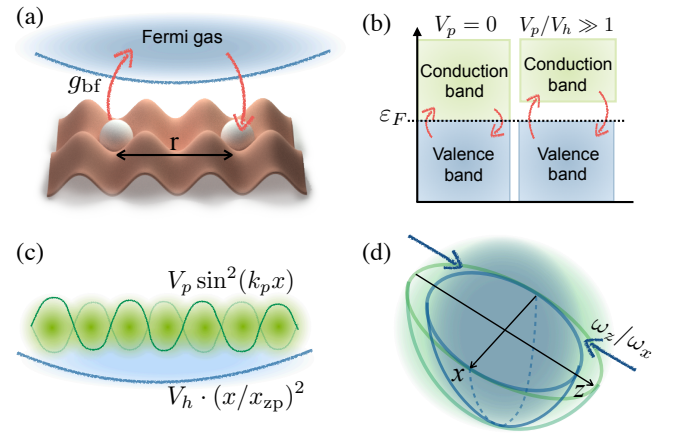 (a)
Fermi gas
g_bf
r
(b)
V_p = 0
V_p/V_h ≫ 1
Conduction
band
Conduction
band
ε_F
Valence
band
Valence
band
(c)
V_p sin²(k_p x)
V_h · (x/x_zp)²
(d)
ω_z/ω_x
x
z